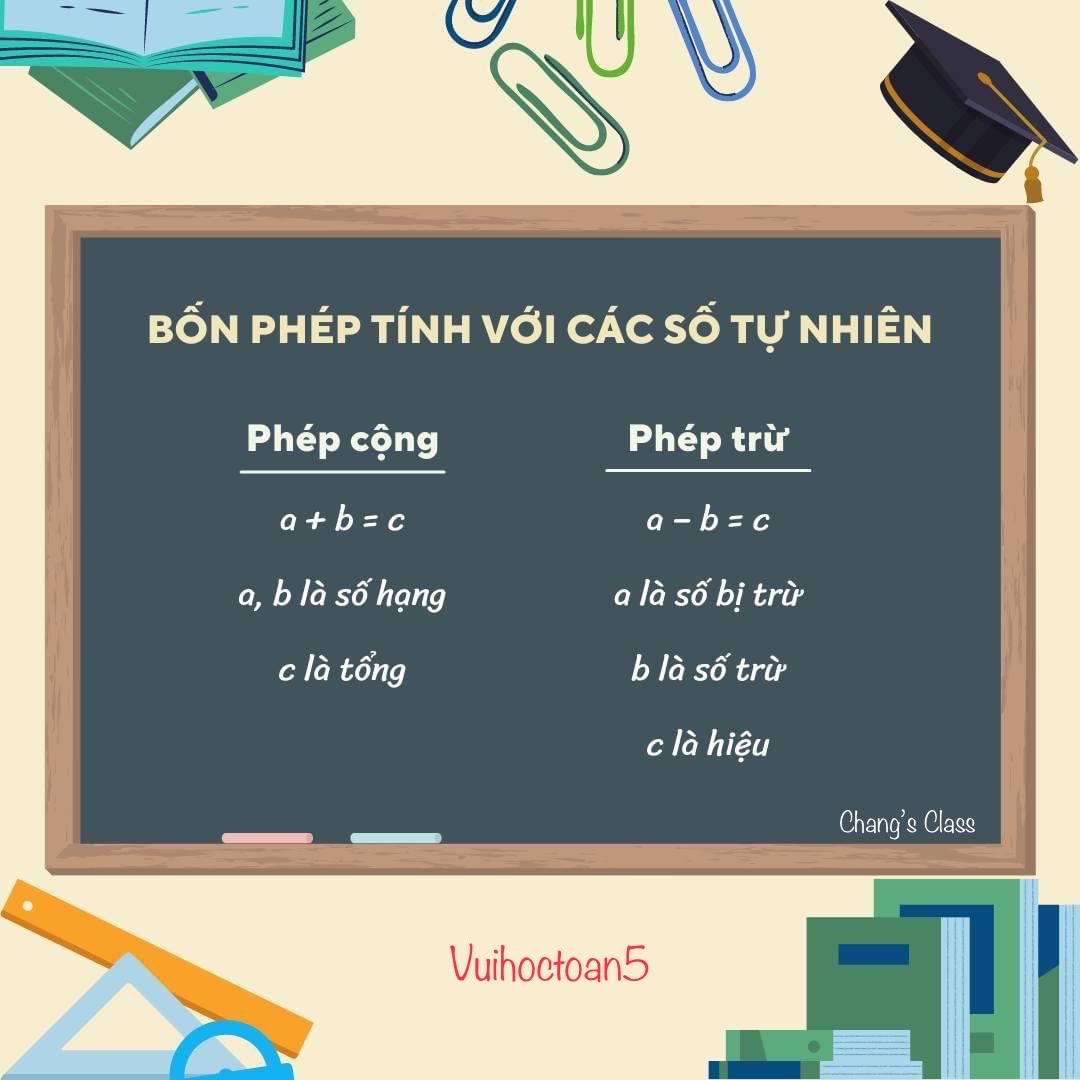 BỐN PHÉP TÍNH VỚI CÁC SỐ TỰ NHIÊN
Phép cộng
a + b = c
a, b là số hạng
c là tổng
Phép trừ
a – b = c
a là số bị trừ
b là số trừ
c là hiệu
Chang's Class
Vuihoctoan5